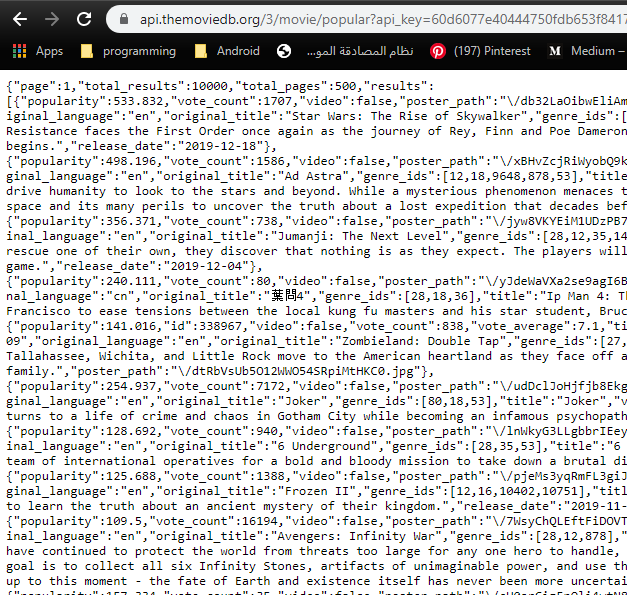 api.themoviedb.org/3/movie/popular?api_key=60d6077e40444750fdb653f8417
Apps programming Android نظام المصادقة المو... (197) Pinterest Medium –
{"page":1,"total_results":10000,"total_pages":500,"results":
[{"popularity":533.832,"vote_count":1707,"video":false,"poster_path":"\/db32LaOibwEliAm
iginal_language":"en","original_title":"Star Wars: The Rise of Skywalker","genre_ids":[
Resistance faces the First Order once again as the journey of Rey, Finn and Poe Dameron
begins.","release_date":"2019-12-18"},
{"popularity":498.196,"vote_count":1586,"video":false,"poster_path":"\/xBHvZcjRiWyobQ9k
ginal_language":"en","original_title":"Ad Astra","genre_ids":[12,18,9648,878,53],"title
drive humanity to look to the stars and beyond. While a mysterious phenomenon menaces t
space and its many perils to uncover the truth about a lost expedition that decades bef
{"popularity":356.371,"vote_count":738,"video":false,"poster_path":"\/jyw8VKYEiM1UDzPB7
inal_language":"en","original_title":"Jumanji: The Next Level","genre_ids":[28,12,35,14
rescue one of their own, they discover that nothing is as they expect. The players will
game.","release_date":"2019-12-04"},
{"popularity":240.111,"vote_count":80,"video":false,"poster_path":"\/yJdeWaVXa2se9agI6B
nal_language":"cn","original_title":"葉問4","genre_ids":[28,18,36],"title":"Ip Man 4: Th
Francisco to ease tensions between the local kung fu masters and his star student, Bruc
{"popularity":141.016,"id":338967,"video":false,"vote_count":838,"vote_average":7.1,"ti
09","original_language":"en","original_title":"Zombieland: Double Tap","genre_ids":[27,
Tallahassee, Wichita, and Little Rock move to the American heartland as they face off a
family.","poster_path":"\/dtRbVsUb5O12WWO54SRpiMtHKC0.jpg"},
{"popularity":254.937,"vote_count":7172,"video":false,"poster_path":"\/udDclJoHjfjb8Ekg
ginal_language":"en","original_title":"Joker","genre_ids":[80,18,53],"title":"Joker","v
turns to a life of crime and chaos in Gotham City while becoming an infamous psychopath
{"popularity":128.692,"vote_count":940,"video":false,"poster_path":"\/lnWkyG3LLgbbrIEey
inal_language":"en","original_title":"6 Underground","genre_ids":[28,35,53],"title":"6
team of international operatives for a bold and bloody mission to take down a brutal di
{"popularity":125.688,"vote_count":1388,"video":false,"poster_path":"\/pjeMs3yqRmFL3giJ
ginal_language":"en","original_title":"Frozen II","genre_ids":[12,16,10402,10751],"titl
to learn the truth about an ancient mystery of their kingdom.","release_date":"2019-11-
{"popularity":109.5,"vote_count":16194,"video":false,"poster_path":"\/7WsyChQLEftFiDOVT
inal_language":"en","original_title":"Avengers: Infinity War","genre_ids":[28,12,878],"
have continued to protect the world from threats too large for any one hero to handle,
goal is to collect all six Infinity Stones, artifacts of unimaginable power, and use th
up to this moment - the fate of Earth and existence itself has never been more uncertai